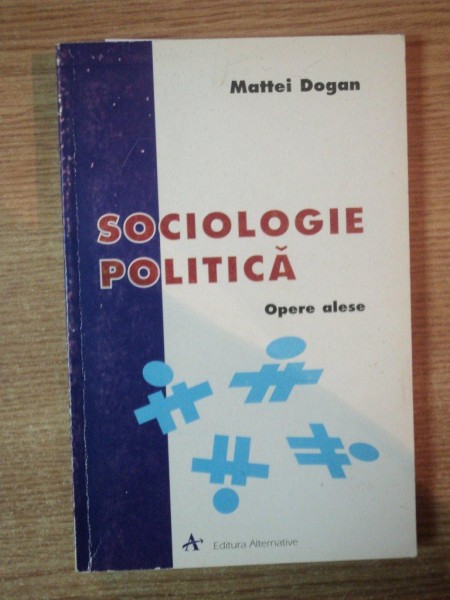 Mattei Dogan
SOCIOLOGIE
POLITICĂ
Opere alese
Editura Alternative